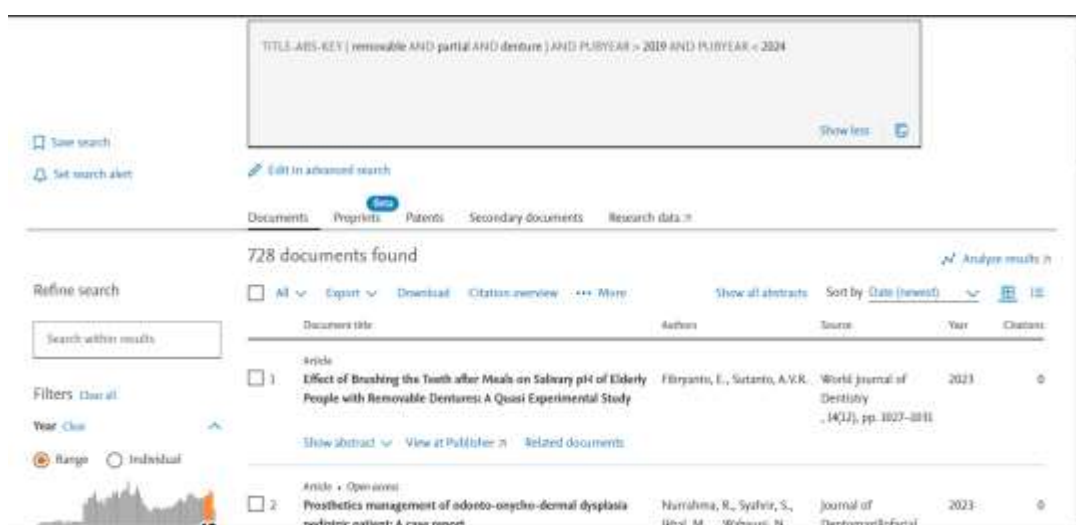 TITLE-ABS-KEY ( removable AND partial AND denture ) AND PUBYEAR > 2019 AND PUBYEAR < 2024
Show less
Save search
Set search alert
Edit in advanced search
Beta
Documents Preprints Patents Secondary documents Research data
728 documents found
Analyze results
Refine search
All Export Download Citation overview ••• More Show all abstracts Sort by Date (newest)
Document title Authors Source Year Citations
Search within results
Article
1 Effect of Brushing the Teeth after Meals on Salivary pH of Elderly People with Removable Dentures: A Quasi Experimental Study
Fitriyanto, E., Sutanto, A.V.R.
World Journal of Dentistry
, 14(12), pp. 1027–1031
2023 0
Filters Clear all
Year Clear
Show abstract View at Publisher Related documents
Range Individual
Article • Open access
2 Prosthetics management of odonto-onycho-dermal dysplasia pediatric patient: A case report
Nurrahma, R., Syafrir, S.,
Journal of
2023 0